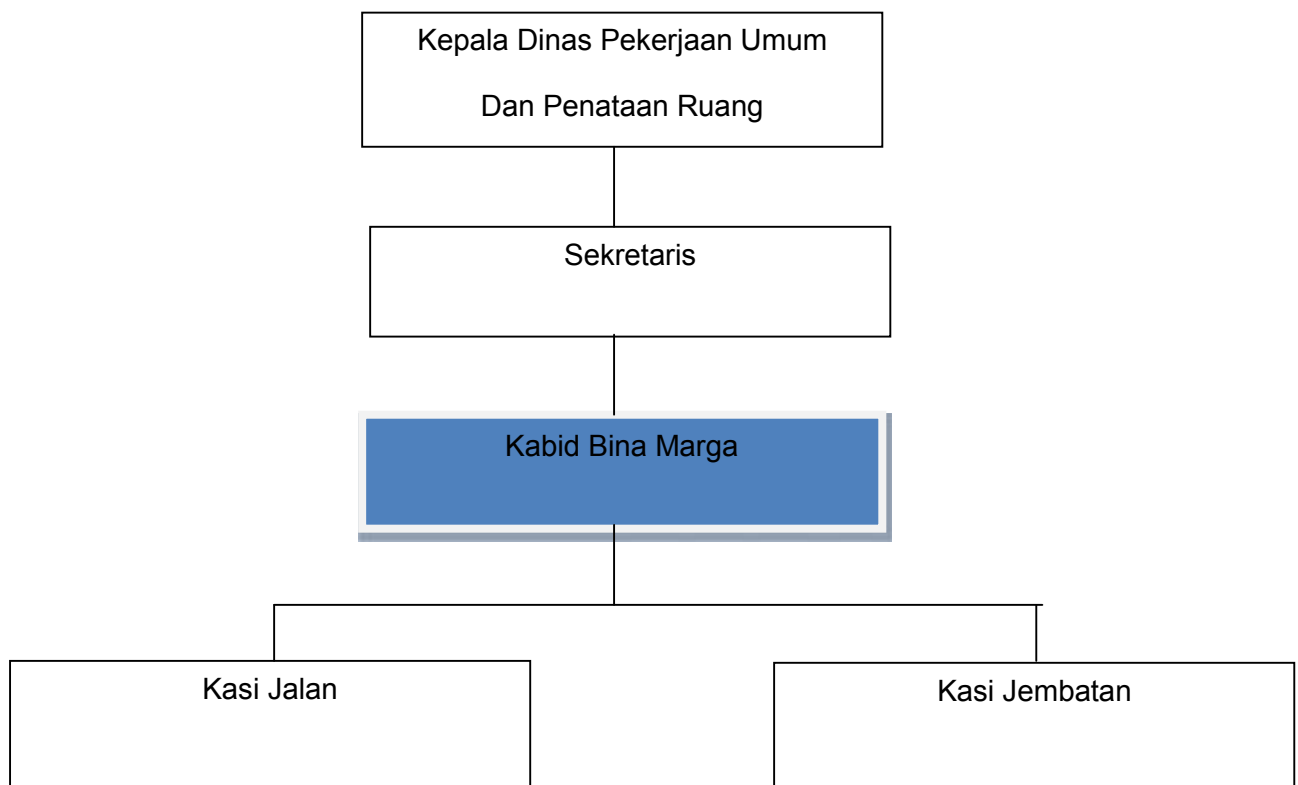 Kepala Dinas Pekerjaan Umum
Dan Penataan Ruang
Sekretaris
Kabid Bina Marga
Kasi Jalan
Kasi Jembatan